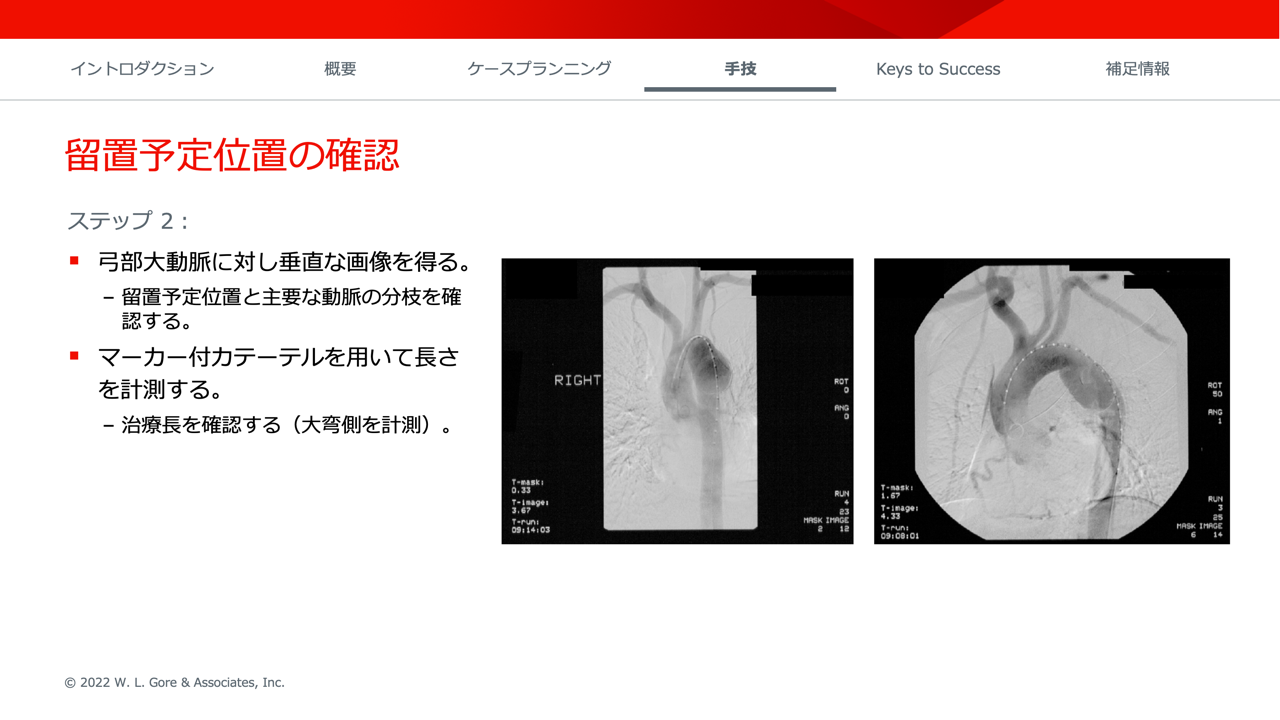 イントロダクション
概要
ケースプランニング
手技
Keys to Success
補足情報
留置予定位置の確認
ステップ 2：
弓部大動脈に対し垂直な画像を得る。
– 留置予定位置と主要な動脈の分枝を確
認する。
マーカー付カテーテルを用いて長さ
を計測する。
– 治療長を確認する（大弯側を計測）。
RIGHT
ROT
0
ANG
0
T-mask:
0.33
T-image:
3.67
T-run:
09:14:03
RUN
4
23
MASK IMAGE
2 12
ROT
50
ANG
1
T-mask:
1.67
T-image:
4.33
T-run:
09:08:01
RUN
3
25
MASK IMAGE
6 14
© 2022 W. L. Gore & Associates, Inc.